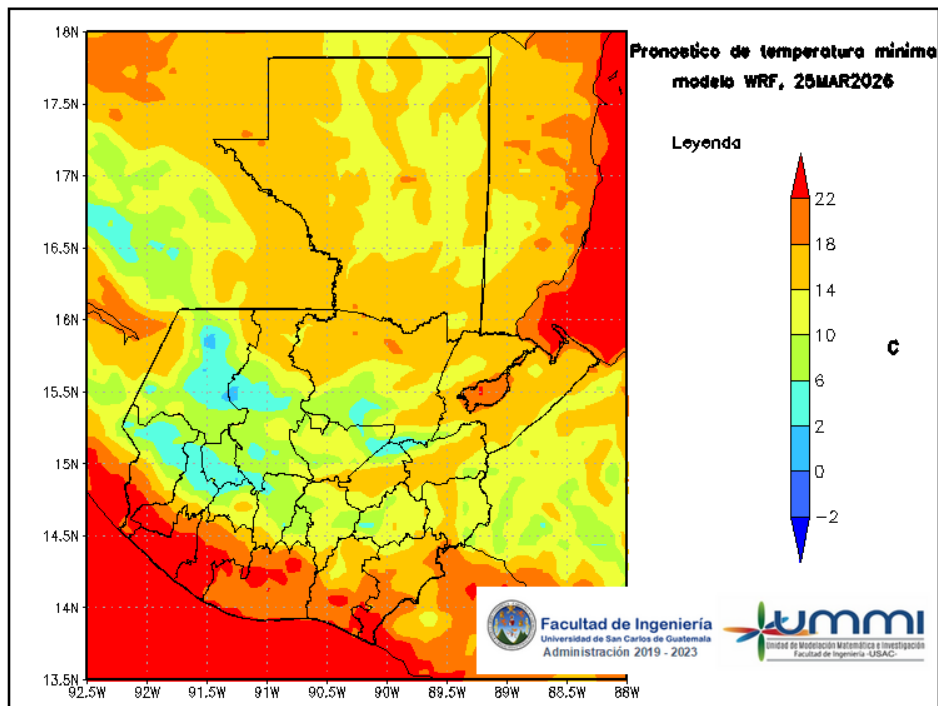 Pronostico de temperatura minima
modelo WRF, 25MAR2026
Leyenda
22
18
14
10
6
2
0
−2
C
18N
17.5N
17N
16.5N
16N
15.5N
15N
14.5N
14N
13.5N
92.5W 92W 91.5W 91W 90.5W 90W 89.5W 89W 88.5W 88W
Facultad de Ingeniería
Universidad de San Carlos de Guatemala
Administración 2019 - 2023
UMMI
Unidad de Modelación Matemática e Investigación
Facultad de Ingeniería -USAC-